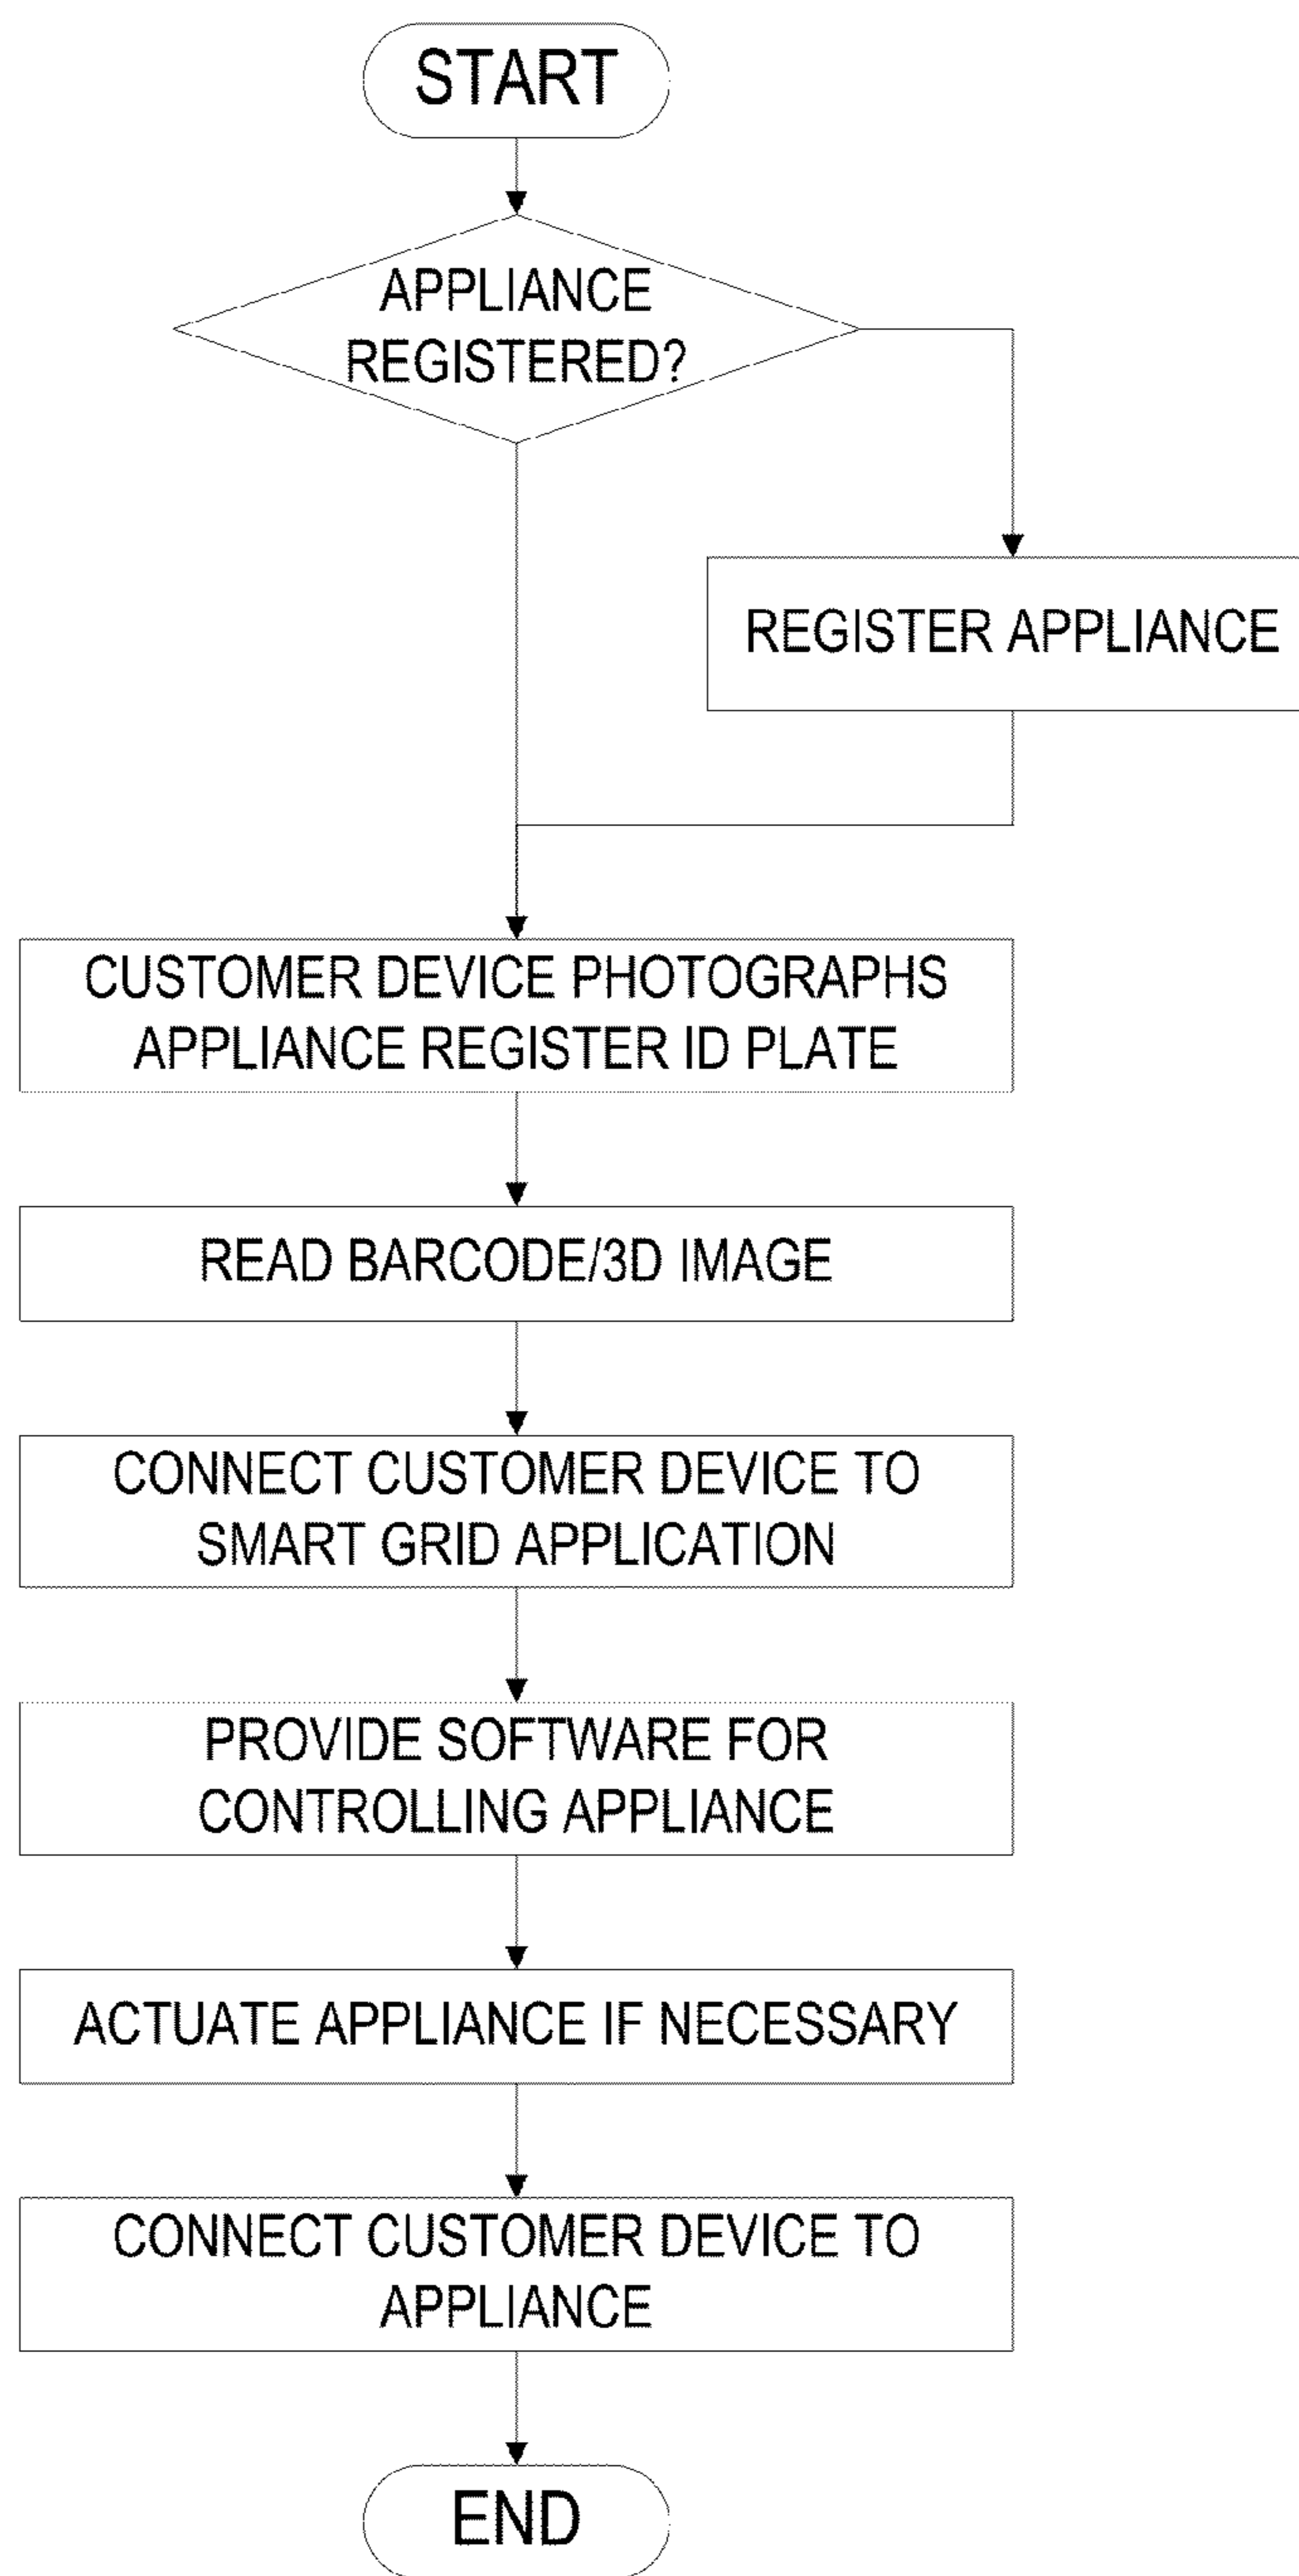 START
APPLIANCE
REGISTERED?
REGISTER APPLIANCE
CUSTOMER DEVICE PHOTOGRAPHS
APPLIANCE REGISTER ID PLATE
READ BARCODE/3D IMAGE
CONNECT CUSTOMER DEVICE TO
SMART GRID APPLICATION
PROVIDE SOFTWARE FOR
CONTROLLING APPLIANCE
ACTUATE APPLIANCE IF NECESSARY
CONNECT CUSTOMER DEVICE TO
APPLIANCE
END